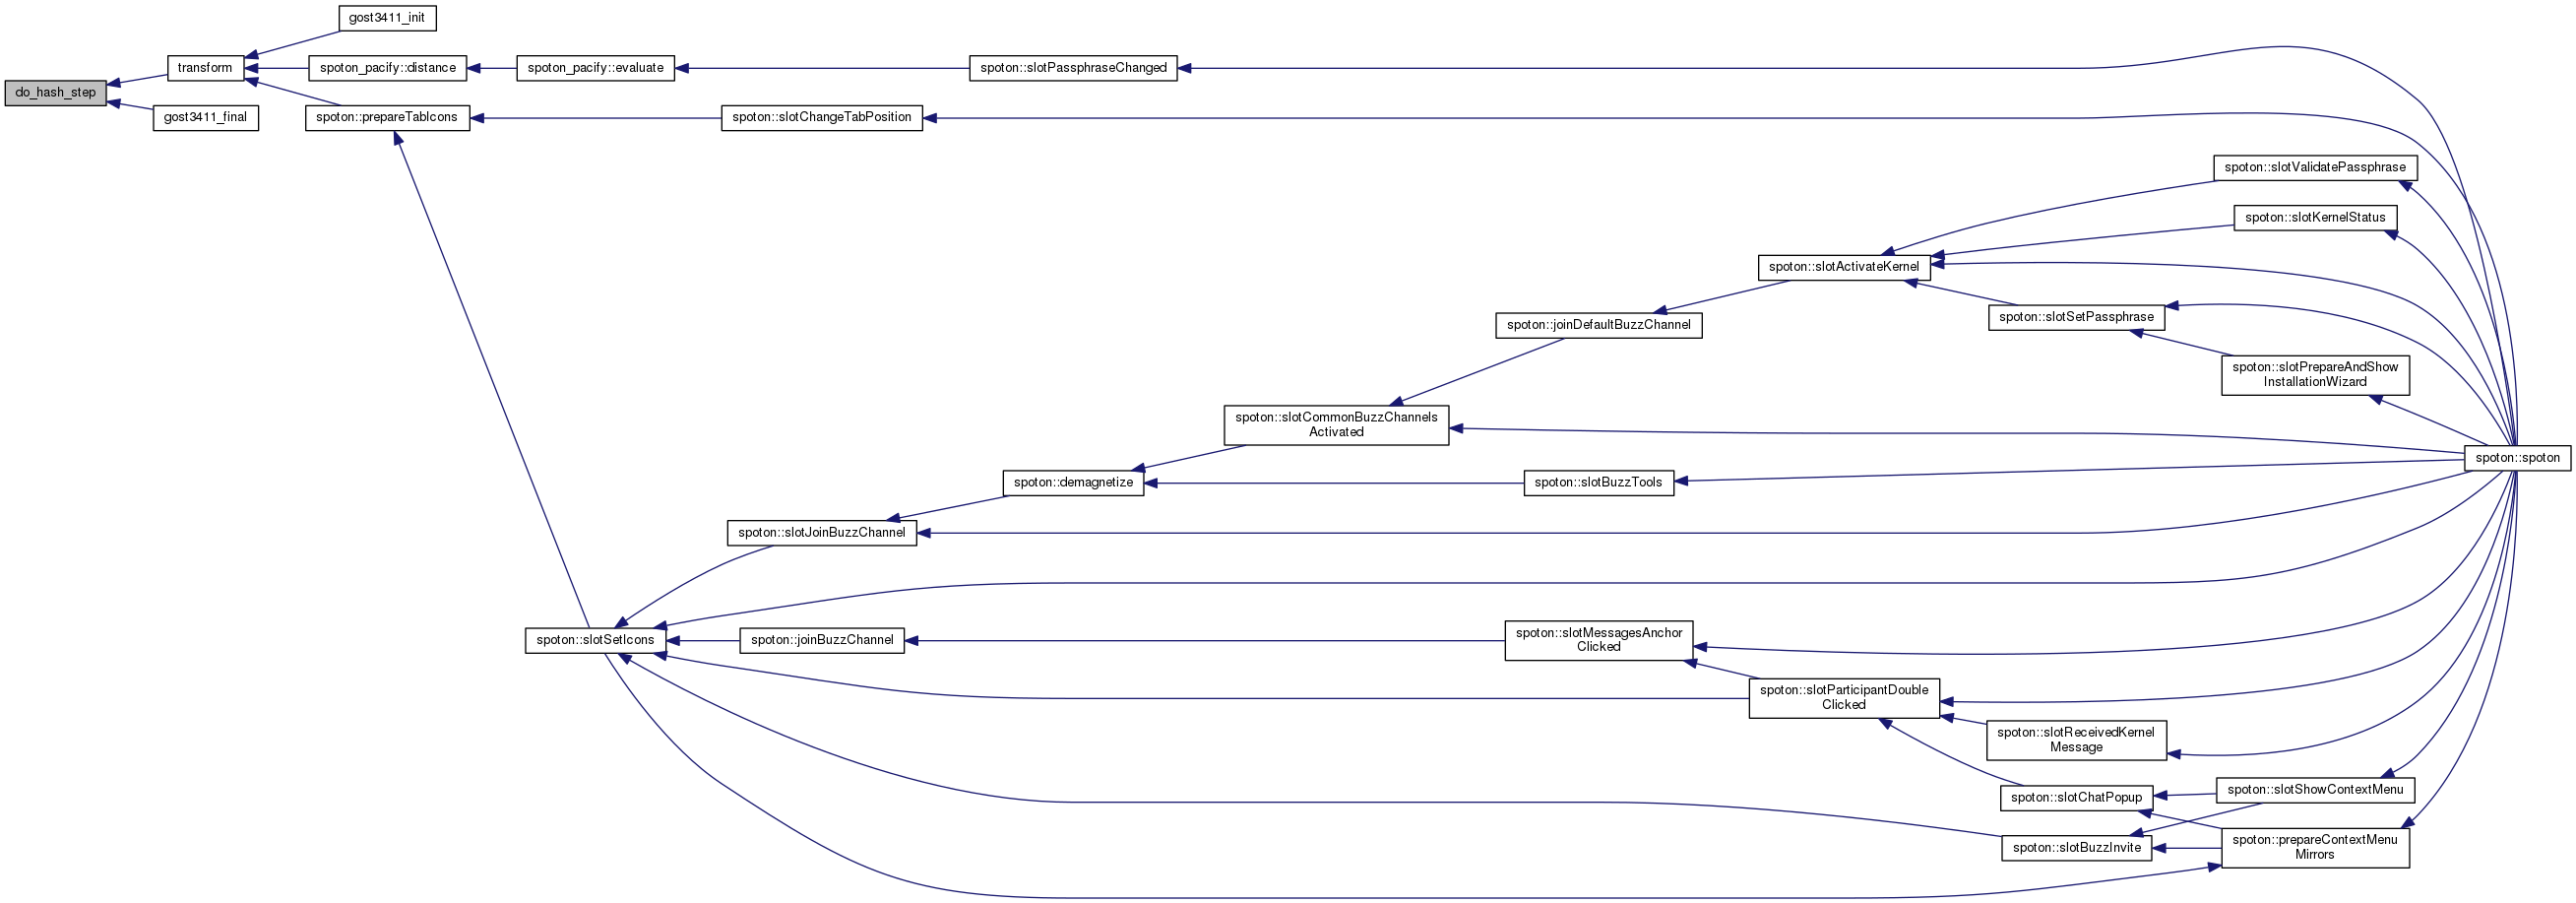 gost3411_init
transform
spoton_pacify::distance
spoton_pacify::evaluate
spoton::slotPassphraseChanged
do_hash_step
gost3411_final
spoton::prepareTabIcons
spoton::slotChangeTabPosition
spoton::slotValidatePassphrase
spoton::slotKernelStatus
spoton::slotActivateKernel
spoton::slotSetPassphrase
spoton::joinDefaultBuzzChannel
spoton::slotPrepareAndShow
InstallationWizard
spoton::slotCommonBuzzChannels
Activated
spoton::spoton
spoton::demagnetize
spoton::slotBuzzTools
spoton::slotJoinBuzzChannel
spoton::slotSetIcons
spoton::joinBuzzChannel
spoton::slotMessagesAnchor
Clicked
spoton::slotParticipantDouble
Clicked
spoton::slotReceivedKernel
Message
spoton::slotChatPopup
spoton::slotShowContextMenu
spoton::slotBuzzInvite
spoton::prepareContextMenu
Mirrors